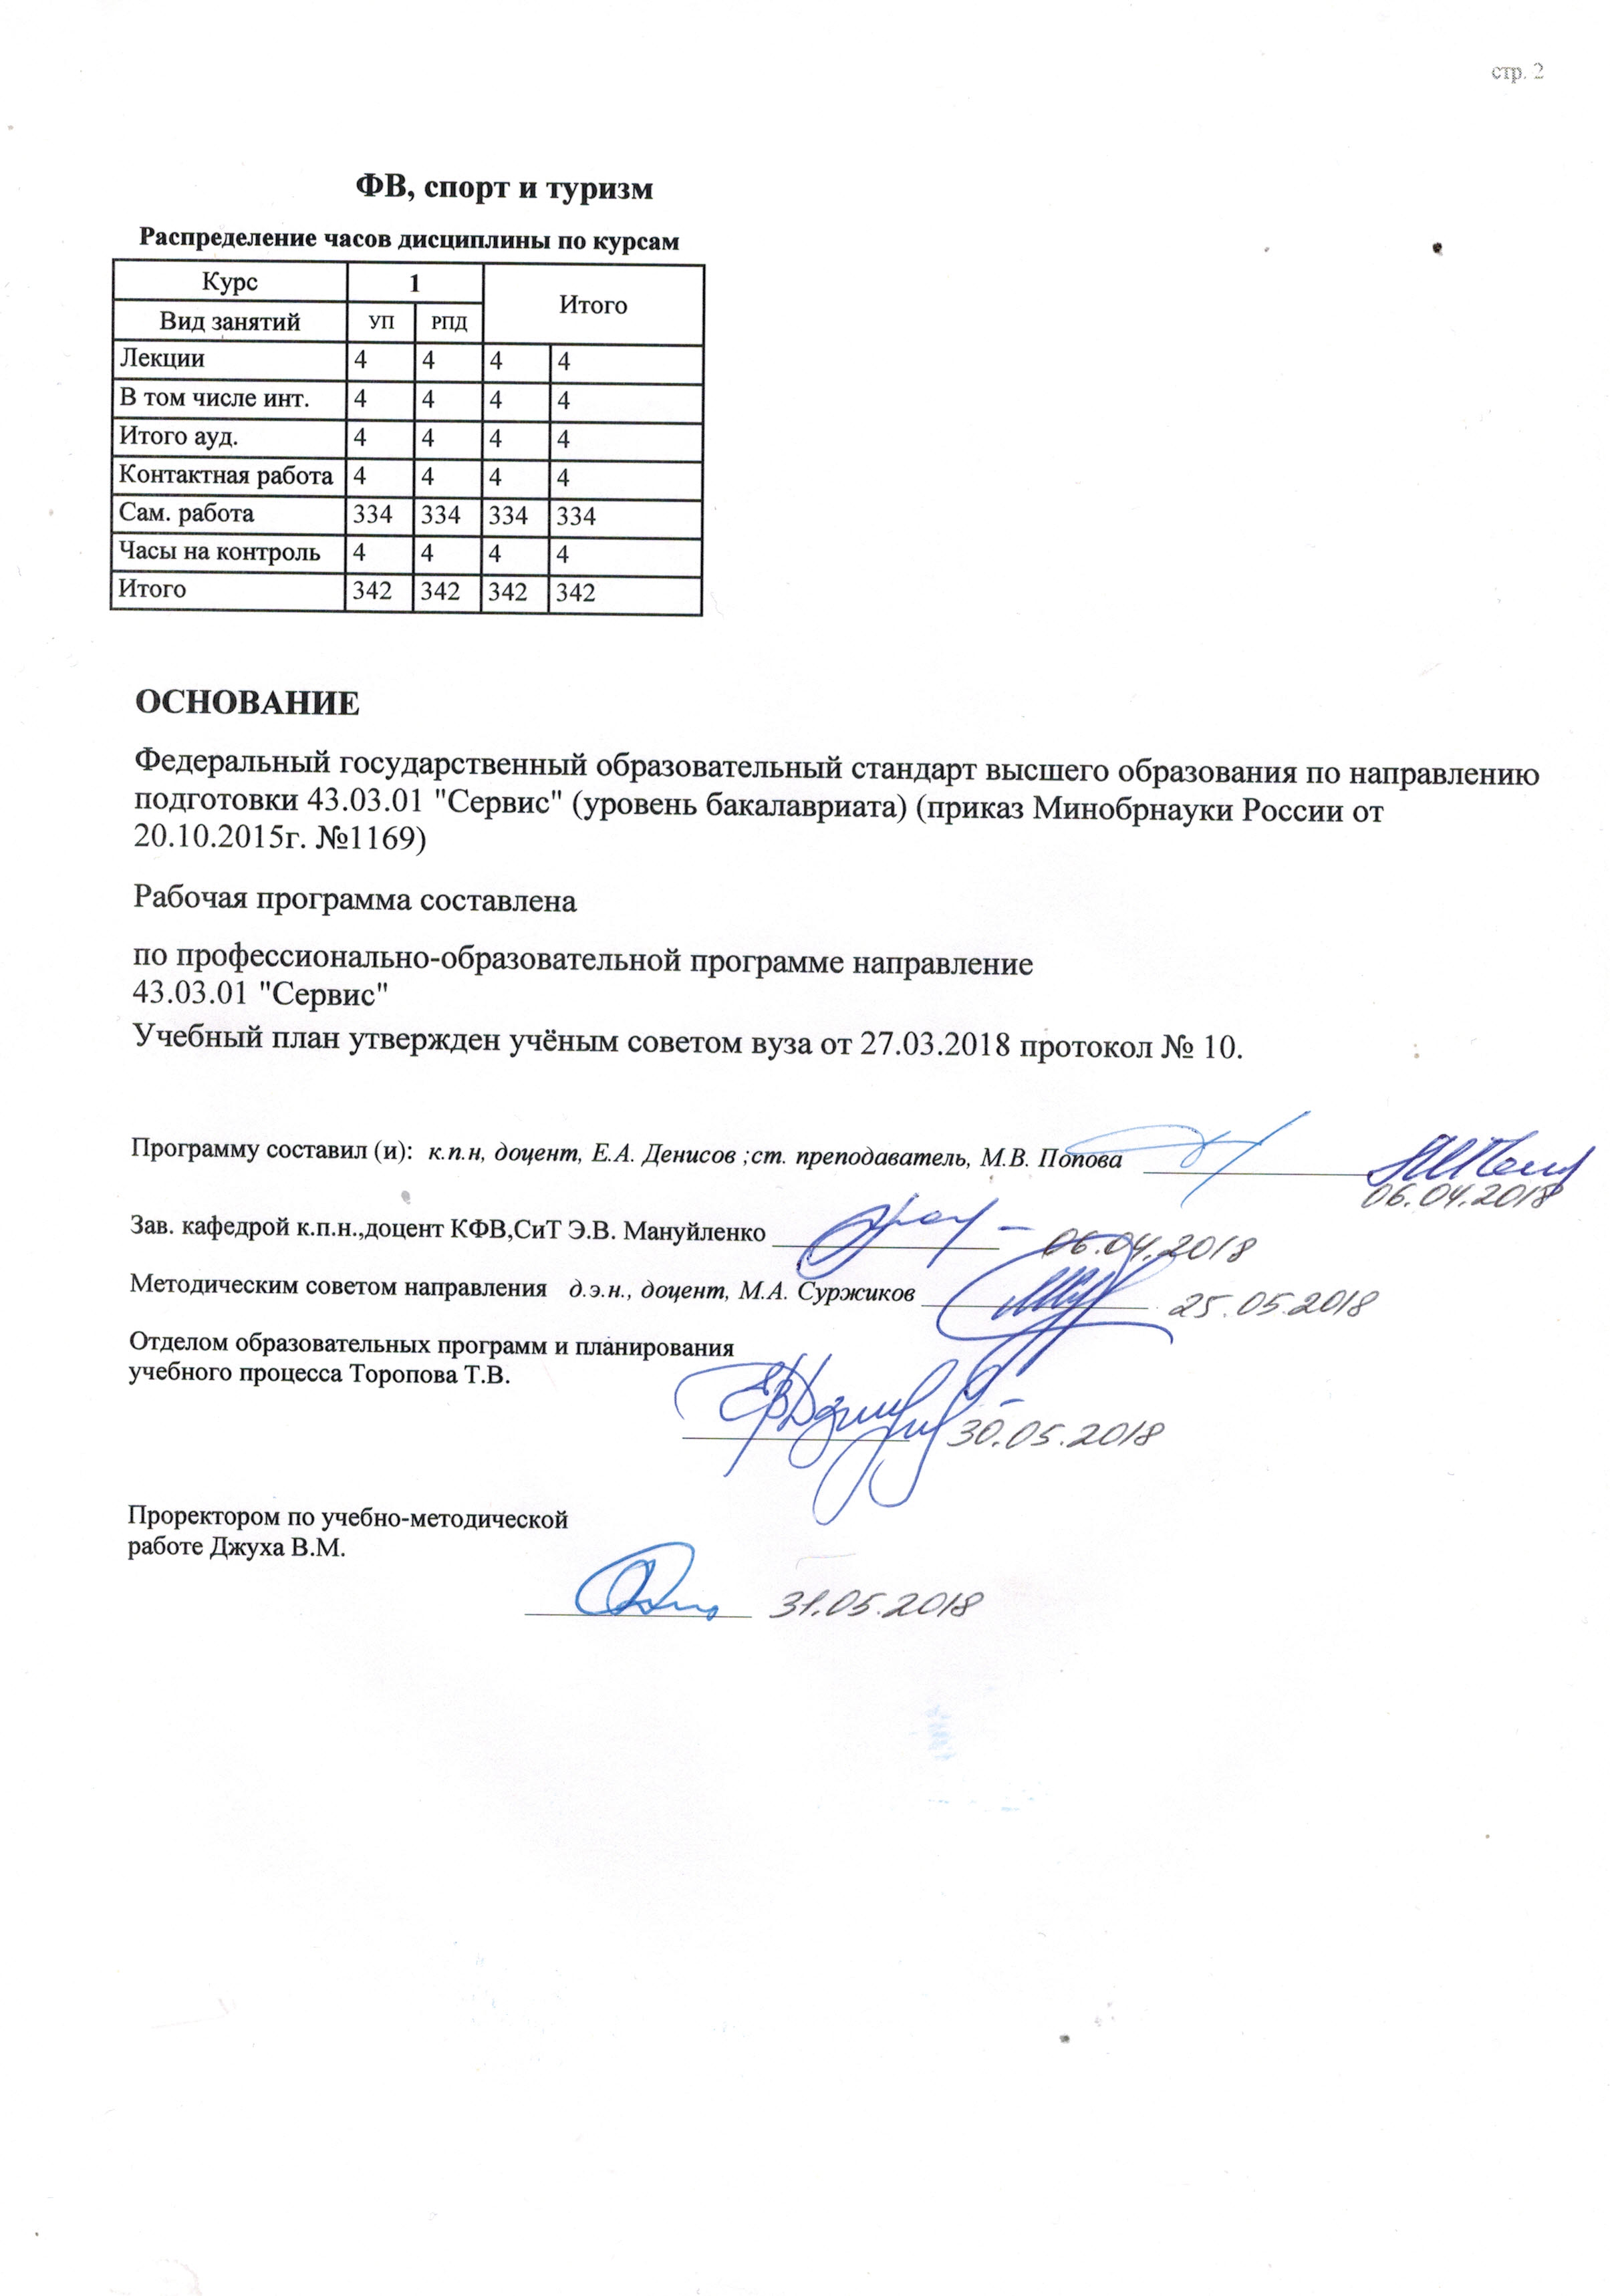 стр. 2
ФВ, спорт и туризм
Распределение часов дисциплины по курсам
Курс 1 Итого
Вид занятий УП РПД
Лекции 4 4 4 4
В том числе инт. 4 4 4 4
Итого ауд. 4 4 4 4
Контактная работа 4 4 4 4
Сам. работа 334 334 334 334
Часы на контроль 4 4 4 4
Итого 342 342 342 342
ОСНОВАНИЕ
Федеральный государственный образовательный стандарт высшего образования по направлению
подготовки 43.03.01 "Сервис" (уровень бакалавриата) (приказ Минобрнауки России от
20.10.2015г. №1169)
Рабочая программа составлена
по профессионально-образовательной программе направление
43.03.01 "Сервис"
Учебный план утвержден учёным советом вуза от 27.03.2018 протокол № 10.
Программу составил (и): к.п.н, доцент, Е.А. Денисов ;ст. преподаватель, М.В. Попова
06.04.2018
Зав. кафедрой к.п.н.,доцент КФВ,СиТ Э.В. Мануйленко 06.04.2018
Методическим советом направления д.э.н., доцент, М.А. Суржиков 25.05.2018
Отделом образовательных программ и планирования
учебного процесса Торопова Т.В.
30.05.2018
Проректором по учебно-методической
работе Джуха В.М.
31.05.2018